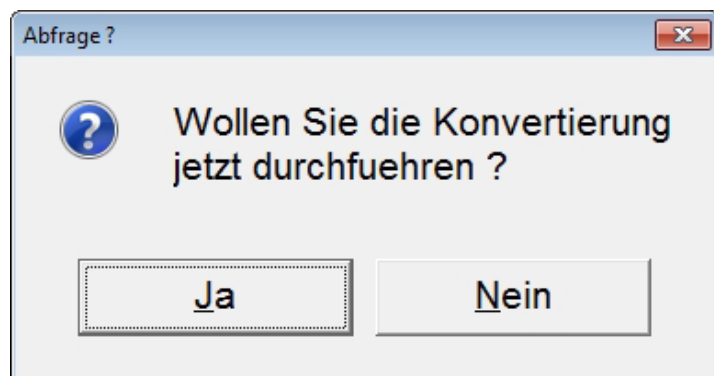 Abfrage ?
Wollen Sie die Konvertierung
jetzt durchfuehren ?
Ja
Nein